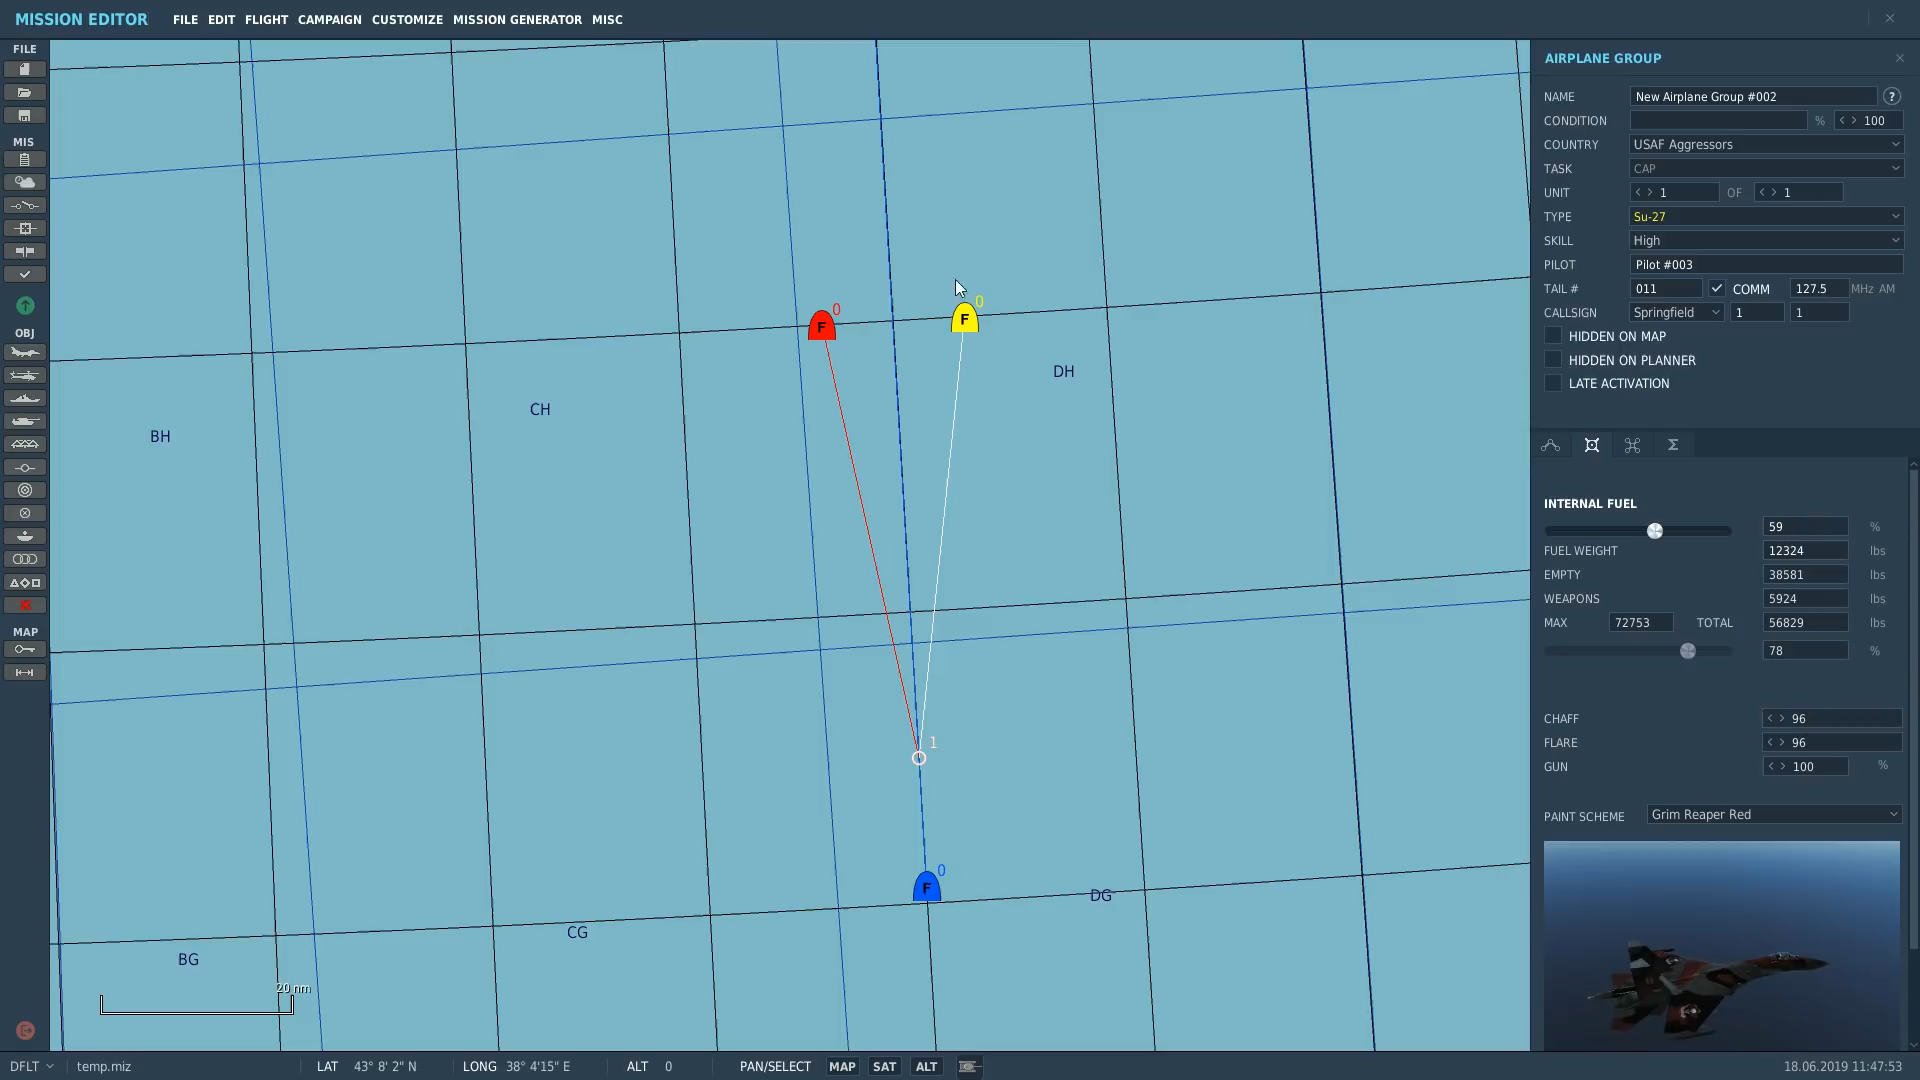 MISSION EDITOR FILE EDIT FLIGHT CAMPAIGN CUSTOMIZE MISSION GENERATOR MISC
FILE
MIS
OBJ
MAP
0
0
F
F
DH
CH
BH
1
0
F
DG
CG
BG
20 nm
AIRPLANE GROUP
NAME New Airplane Group #002 ?
CONDITION % < > 100
COUNTRY USAF Aggressors
TASK CAP
UNIT < > 1 OF < > 1
TYPE Su-27
SKILL High
PILOT Pilot #003
TAIL # 011 COMM 127.5 MHz AM
CALLSIGN Springfield 1 1
HIDDEN ON MAP
HIDDEN ON PLANNER
LATE ACTIVATION
Σ
INTERNAL FUEL
59 %
FUEL WEIGHT 12324 lbs
EMPTY 38581 lbs
WEAPONS 5924 lbs
MAX 72753 TOTAL 56829 lbs
78 %
CHAFF < > 96
FLARE < > 96
GUN < > 100 %
PAINT SCHEME Grim Reaper Red
DFLT temp.miz LAT 43° 8' 2" N LONG 38° 4'15" E ALT 0 PAN/SELECT MAP SAT ALT 18.06.2019 11:47:53